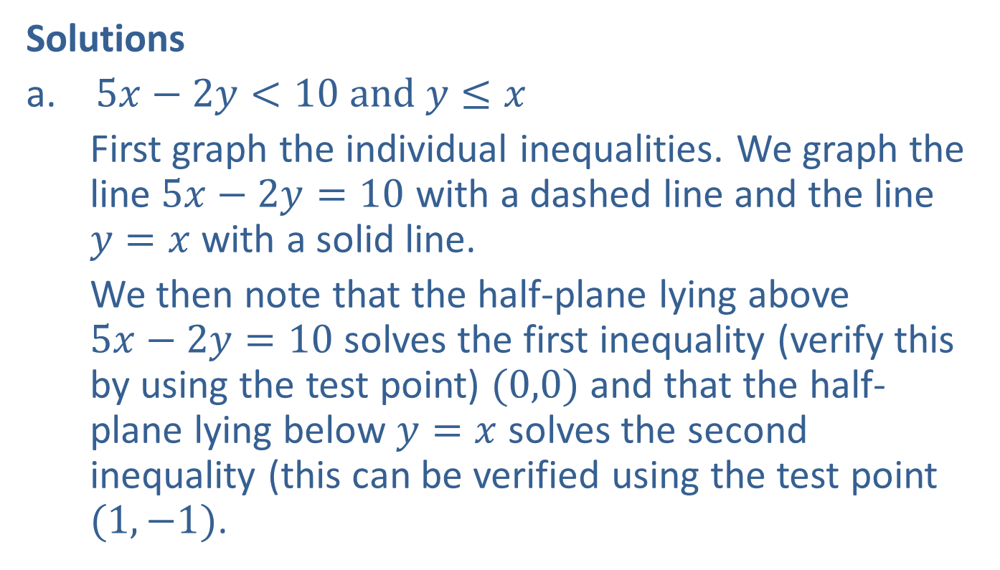 Solutions
a. 5x − 2y < 10 and y ≤ x
First graph the individual inequalities. We graph the
line 5x − 2y = 10 with a dashed line and the line
y = x with a solid line.
We then note that the half-plane lying above
5x − 2y = 10 solves the first inequality (verify this
by using the test point) (0,0) and that the half-
plane lying below y = x solves the second
inequality (this can be verified using the test point
(1, −1).